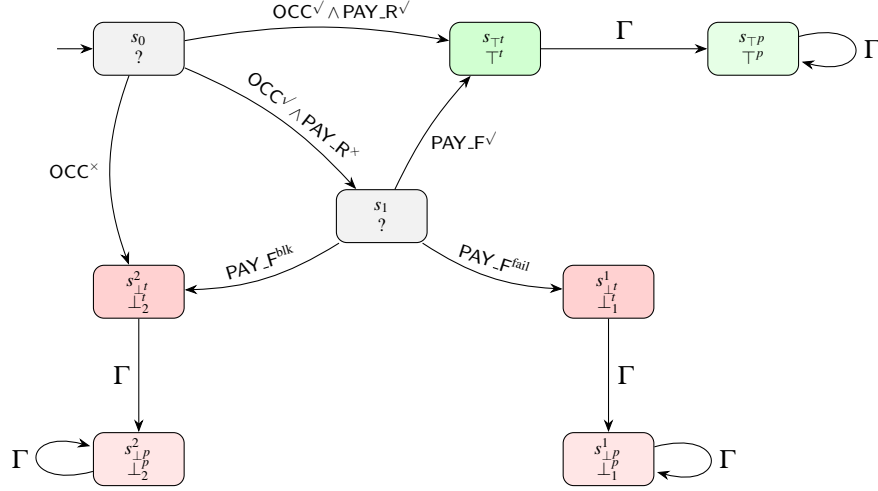 OCC√ ∧ PAY_R√
s₀
?
s⊤ᵗ
⊤ᵗ
Γ
s⊤ᵖ
⊤ᵖ
Γ
OCC√ ∧ PAY_R×
PAY_F√
OCC×
s₁
?
PAY_Fblk
PAY_Ffail
s²⊥ᵗ
⊥ᵗ₂
s¹⊥ᵗ
⊥ᵗ₁
Γ
Γ
Γ
s²⊥ᵖ
⊥ᵖ₂
s¹⊥ᵖ
⊥ᵖ₁
Γ